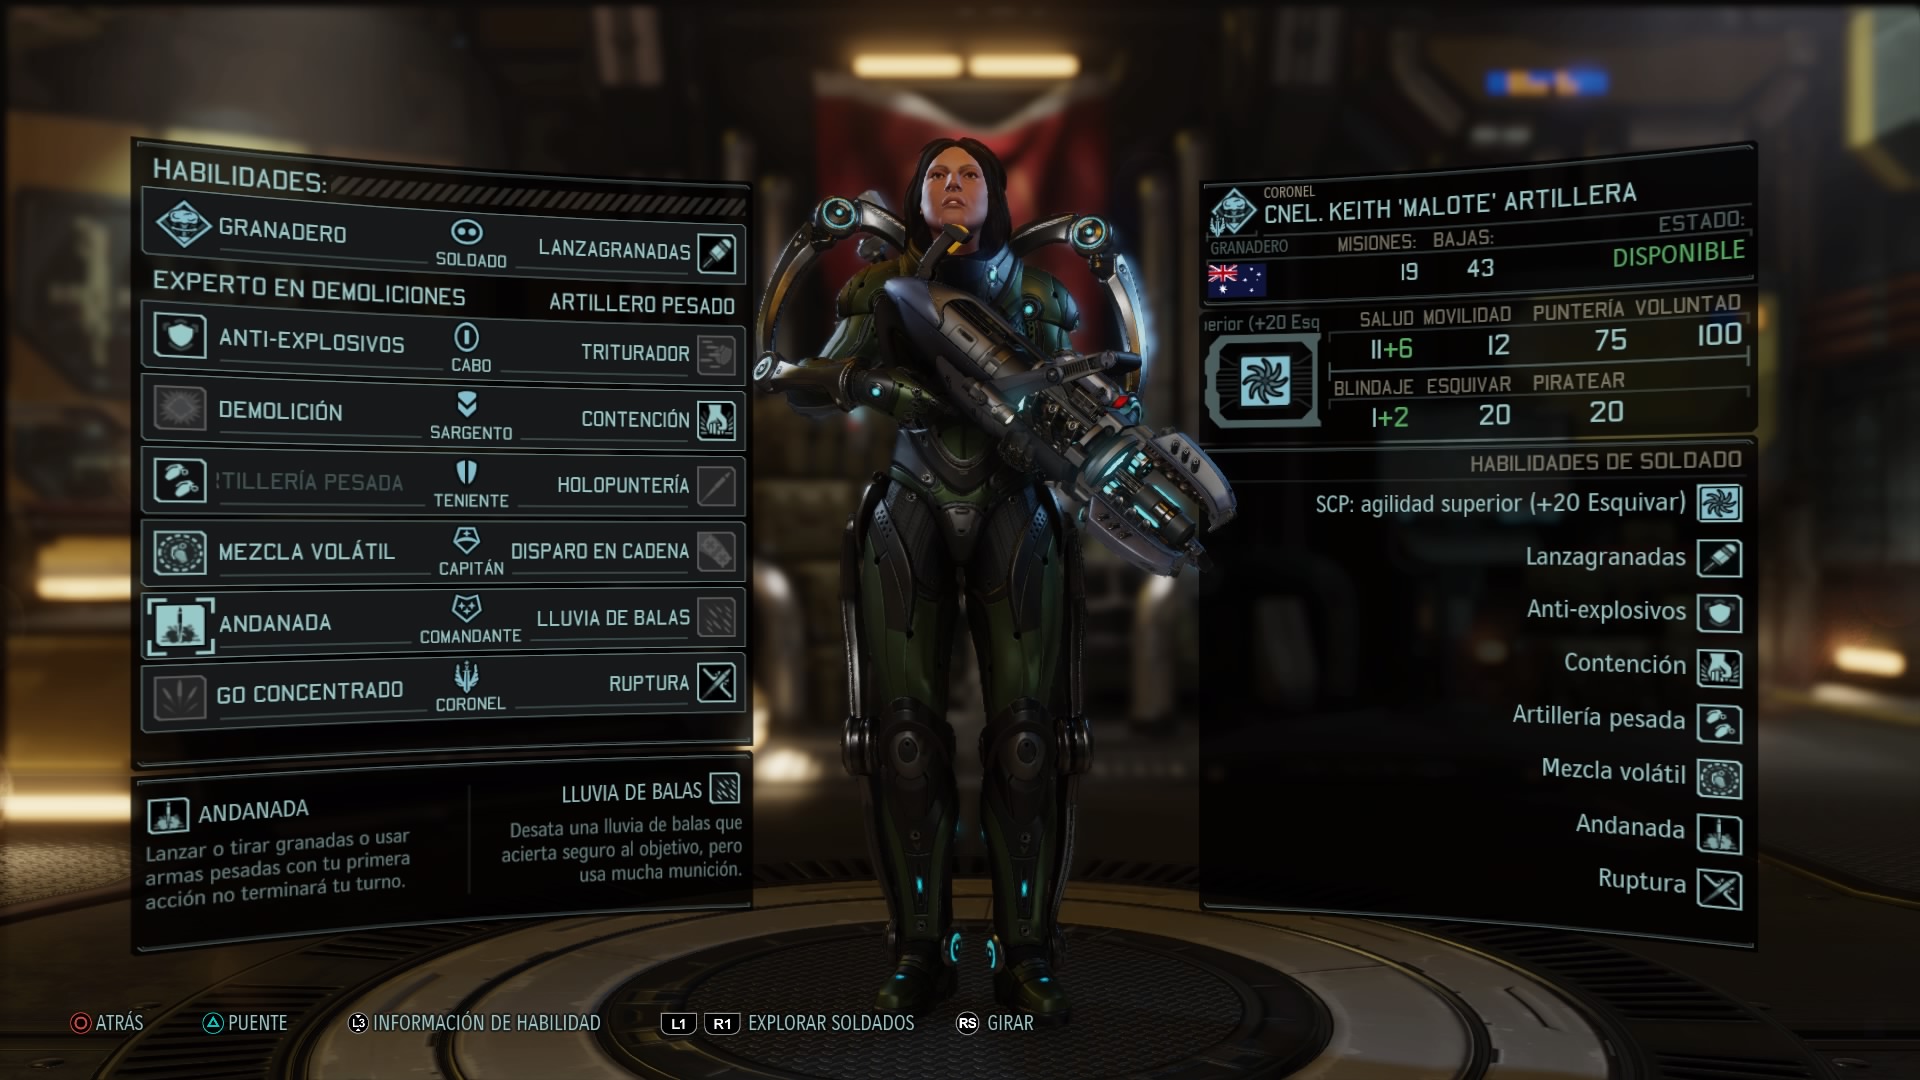 HABILIDADES:
GRANADERO
SOLDADO
LANZAGRANADAS
EXPERTO EN DEMOLICIONES
ARTILLERO PESADO
ANTI-EXPLOSIVOS
CABO
TRITURADOR
DEMOLICIÓN
SARGENTO
CONTENCIÓN
TILLERÍA PESADA
TENIENTE
HOLOPUNTERÍA
MEZCLA VOLÁTIL
CAPITÁN
DISPARO EN CADENA
ANDANADA
COMANDANTE
LLUVIA DE BALAS
GO CONCENTRADO
CORONEL
RUPTURA
ANDANADA
Lanzar o tirar granadas o usar
armas pesadas con tu primera
acción no terminará tu turno.
LLUVIA DE BALAS
Desata una lluvia de balas que
acierta seguro al objetivo, pero
usa mucha munición.
CORONEL
CNEL. KEITH 'MALOTE' ARTILLERA
GRANADERO
MISIONES: BAJAS: ESTADO:
19 43 DISPONIBLE
erior (+20 Esq
SALUD MOVILIDAD PUNTERÍA VOLUNTAD
11+6 12 75 100
BLINDAJE ESQUIVAR PIRATEAR
1+2 20 20
HABILIDADES DE SOLDADO
SCP: agilidad superior (+20 Esquivar)
Lanzagranadas
Anti-explosivos
Contención
Artillería pesada
Mezcla volátil
Andanada
Ruptura
ATRÁS PUENTE L3 INFORMACIÓN DE HABILIDAD L1 R1 EXPLORAR SOLDADOS RS GIRAR